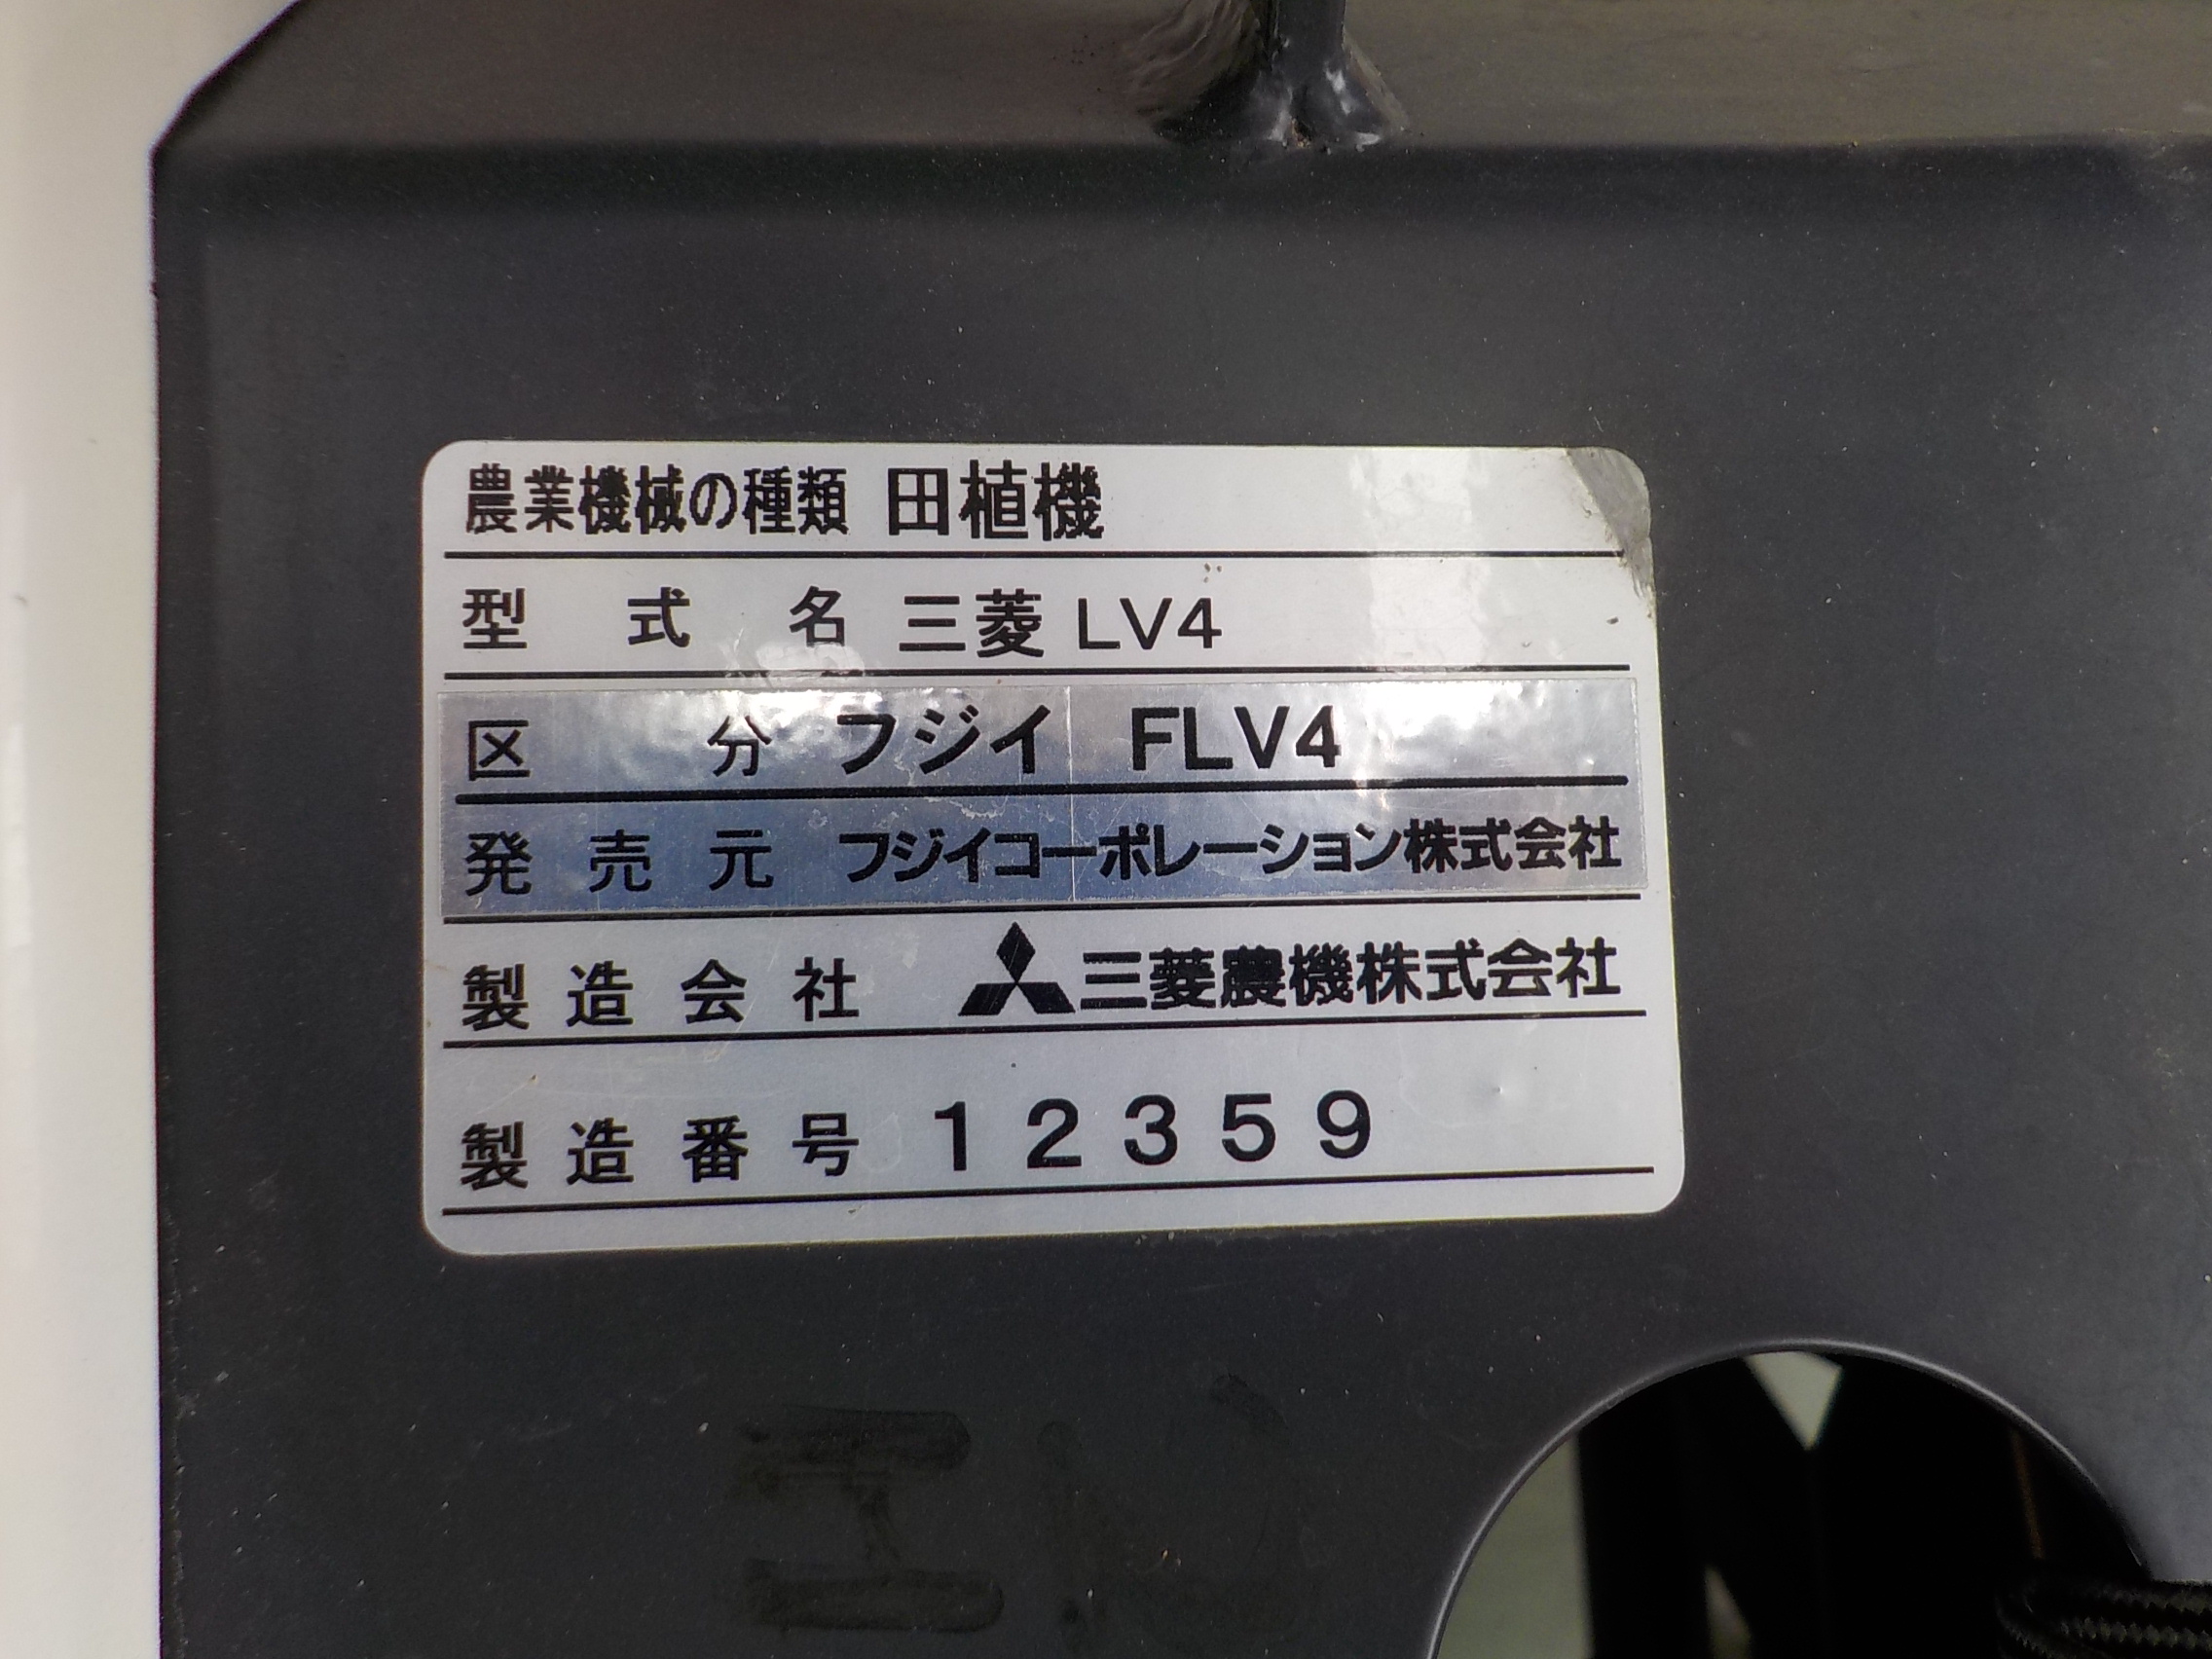 農業機械の種類 田植機
型式名 三菱 LV4
区分 フジイ FLV4
発売元 フジイコーポレーション株式会社
製造会社 三菱農機株式会社
製造番号 12359